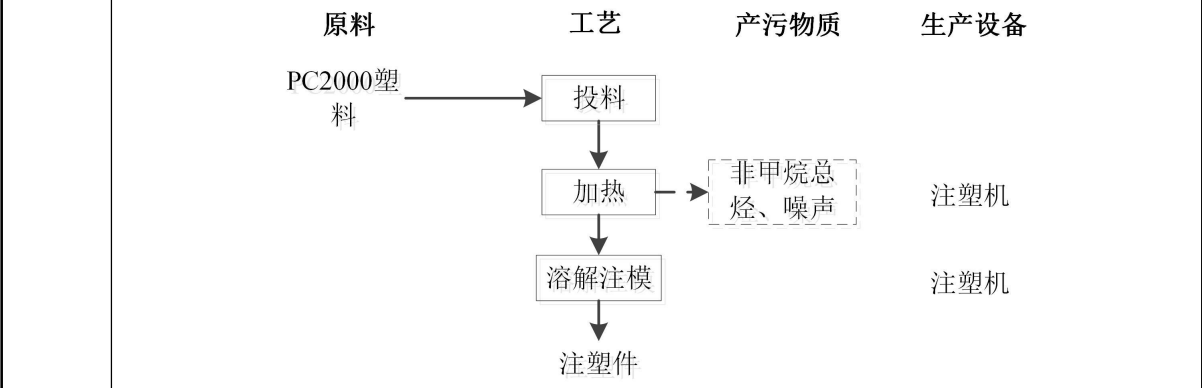 原料 工艺 产污物质 生产设备
PC2000塑
料
投料
加热
非甲烷总
烃、噪声
注塑机
溶解注模
注塑机
注塑件